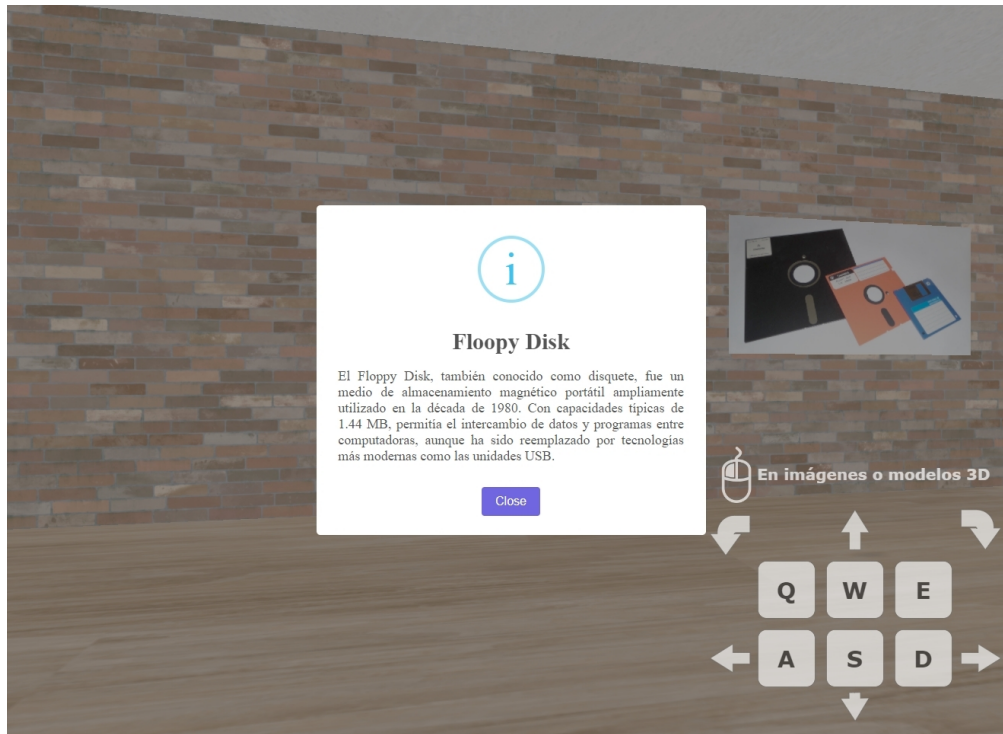 i
Floopy Disk
El Floppy Disk, también conocido como disquete, fue un
medio de almacenamiento magnético portátil ampliamente
utilizado en la década de 1980. Con capacidades típicas de
1.44 MB, permitía el intercambio de datos y programas entre
computadoras, aunque ha sido reemplazado por tecnologías
más modernas como las unidades USB.
Close
En imágenes o modelos 3D
Q W E
A S D